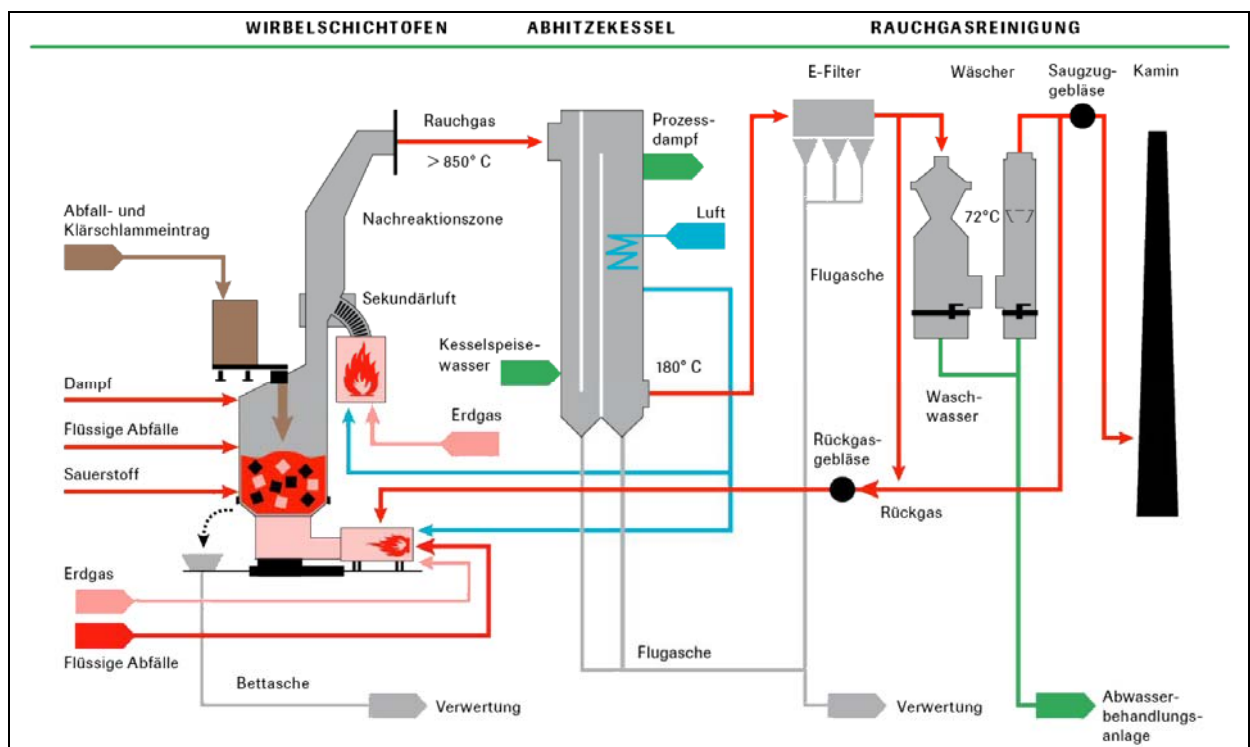 WIRBELSCHICHTOFEN
ABHITZEKESSEL
RAUCHGASREINIGUNG
E-Filter
Wäscher
Saugzug-
gebläse
Kamin
Rauchgas
> 850° C
Prozess-
dampf
Abfall- und
Klärschlammeintrag
Nachreaktionszone
Luft
72°C
Flugasche
Sekundärluft
Kesselspeise-
wasser
180° C
Dampf
Erdgas
Wasch-
wasser
Flüssige Abfälle
Rückgas-
gebläse
Sauerstoff
Rückgas
Erdgas
Flüssige Abfälle
Flugasche
Bettasche
Verwertung
Verwertung
Abwasser-
behandlungs-
anlage